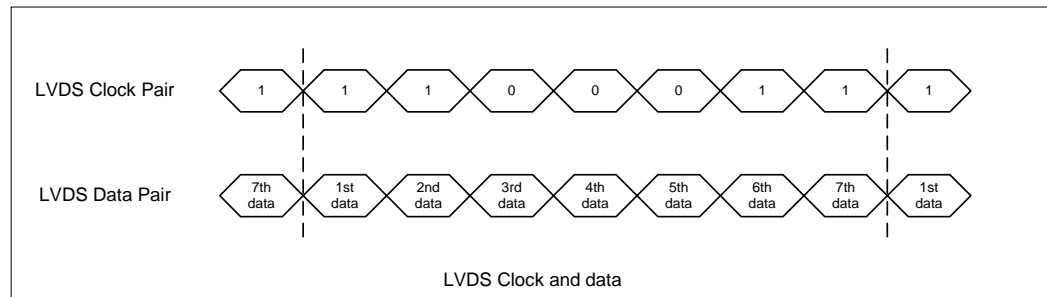 LVDS Clock Pair
1 1 1 0 0 0 1 1 1
LVDS Data Pair
7th 1st 2nd 3rd 4th 5th 6th 7th 1st
data data data data data data data data data
LVDS Clock and data